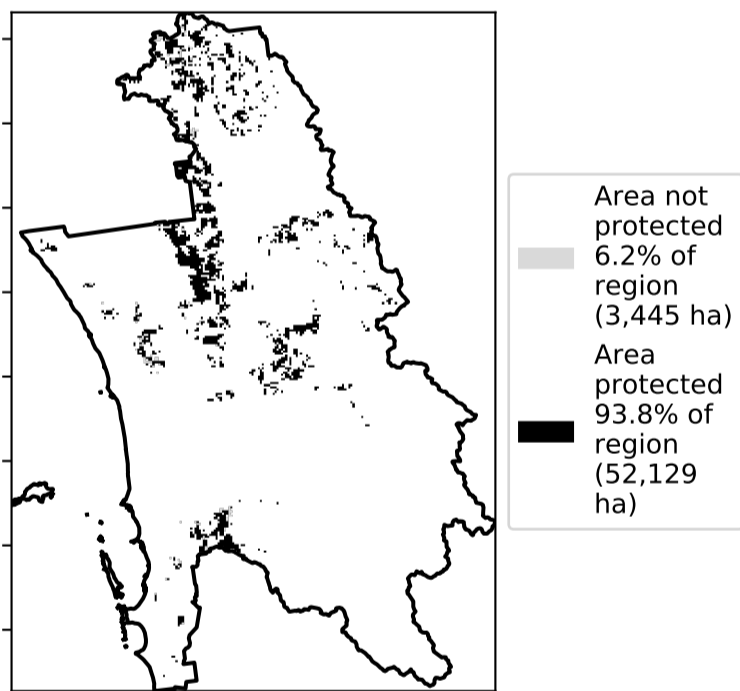 Area not
protected
6.2% of
region
(3,445 ha)
Area
protected
93.8% of
region
(52,129
ha)